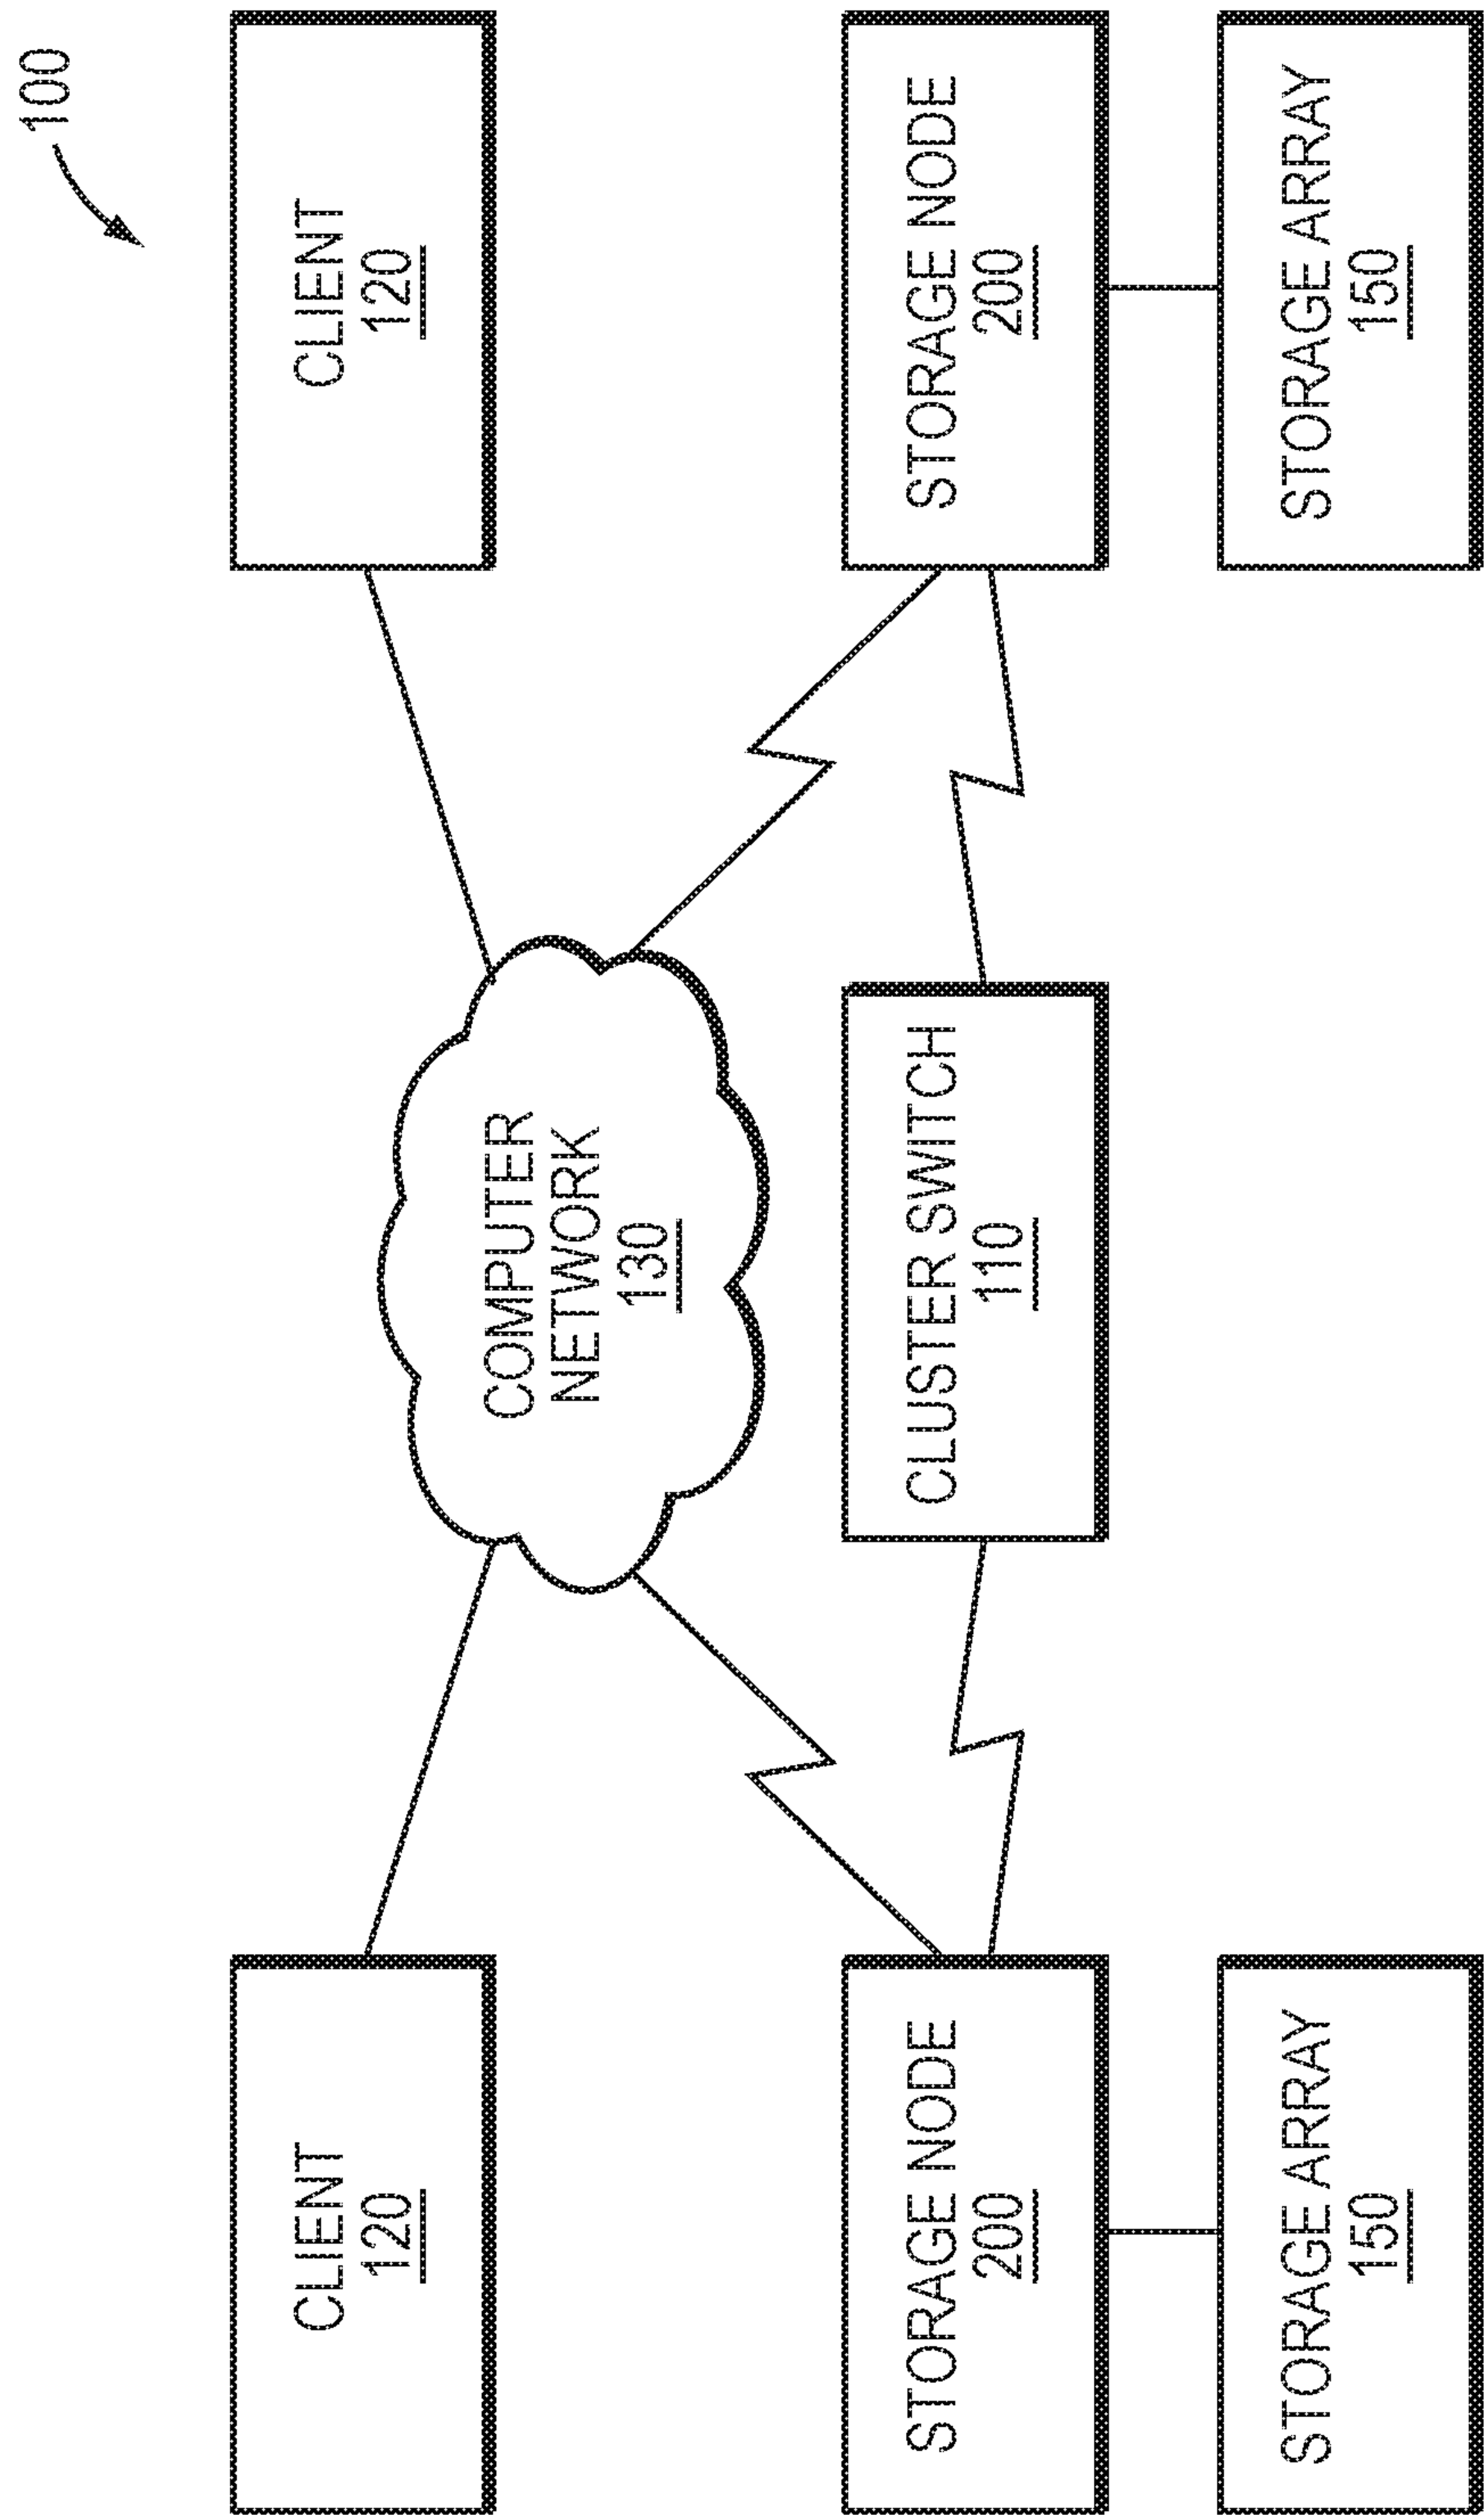 100
CLIENT
120
CLIENT
120
COMPUTER
NETWORK
130
STORAGE NODE
200
CLUSTER SWITCH
110
STORAGE NODE
200
STORAGE ARRAY
150
STORAGE ARRAY
150